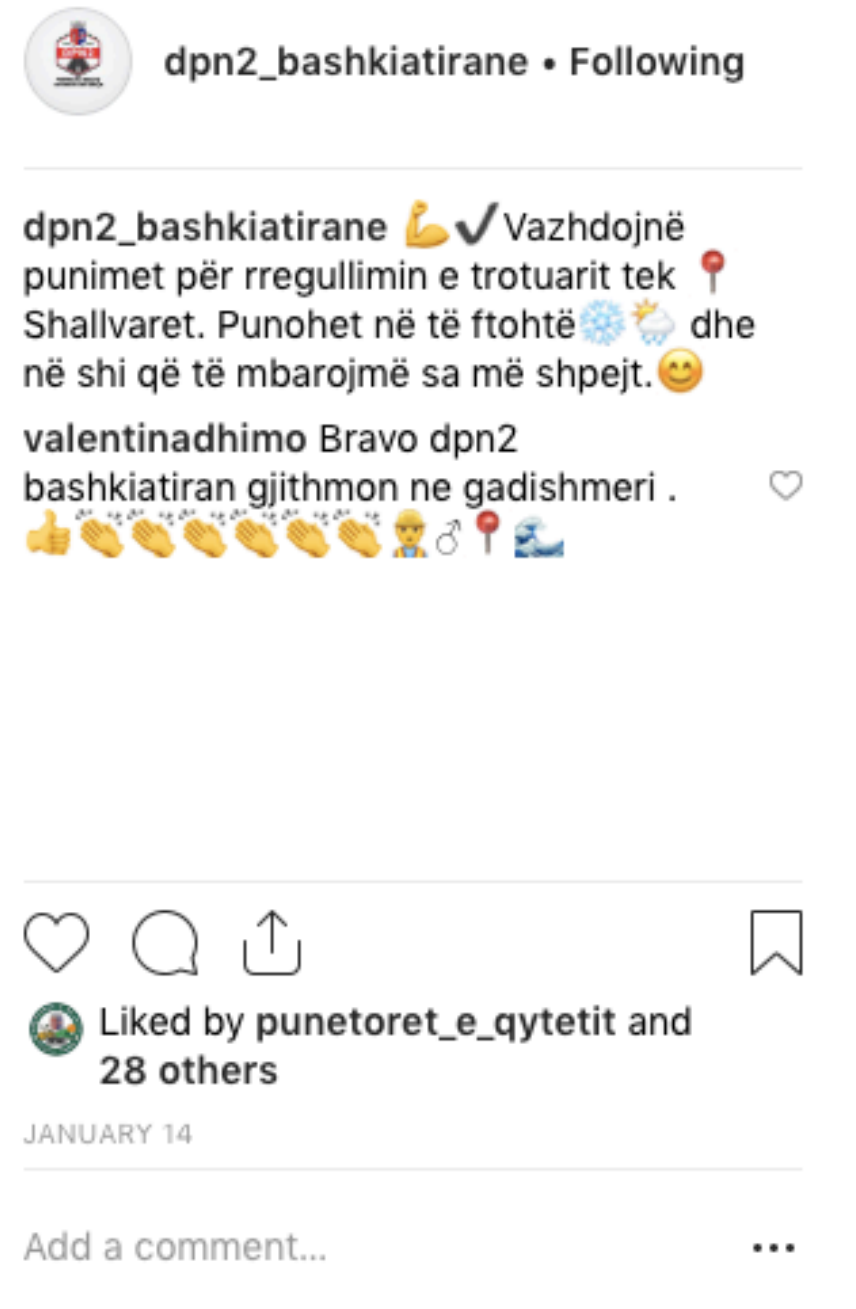 dpn2_bashkiatirane • Following
dpn2_bashkiatirane 💪✔Vazhdojnë
punimet për rregullimin e trotuarit tek 📍
Shallvaret. Punohet në të ftohtë❄️🌦 dhe
në shi që të mbarojmë sa më shpejt.😊
valentinadhimo Bravo dpn2
bashkiatiran gjithmon ne gadishmeri .
👍👏👏👏👏👏👏👷♂📍🌊
Liked by punetoret_e_qytetit and
28 others
JANUARY 14
Add a comment...